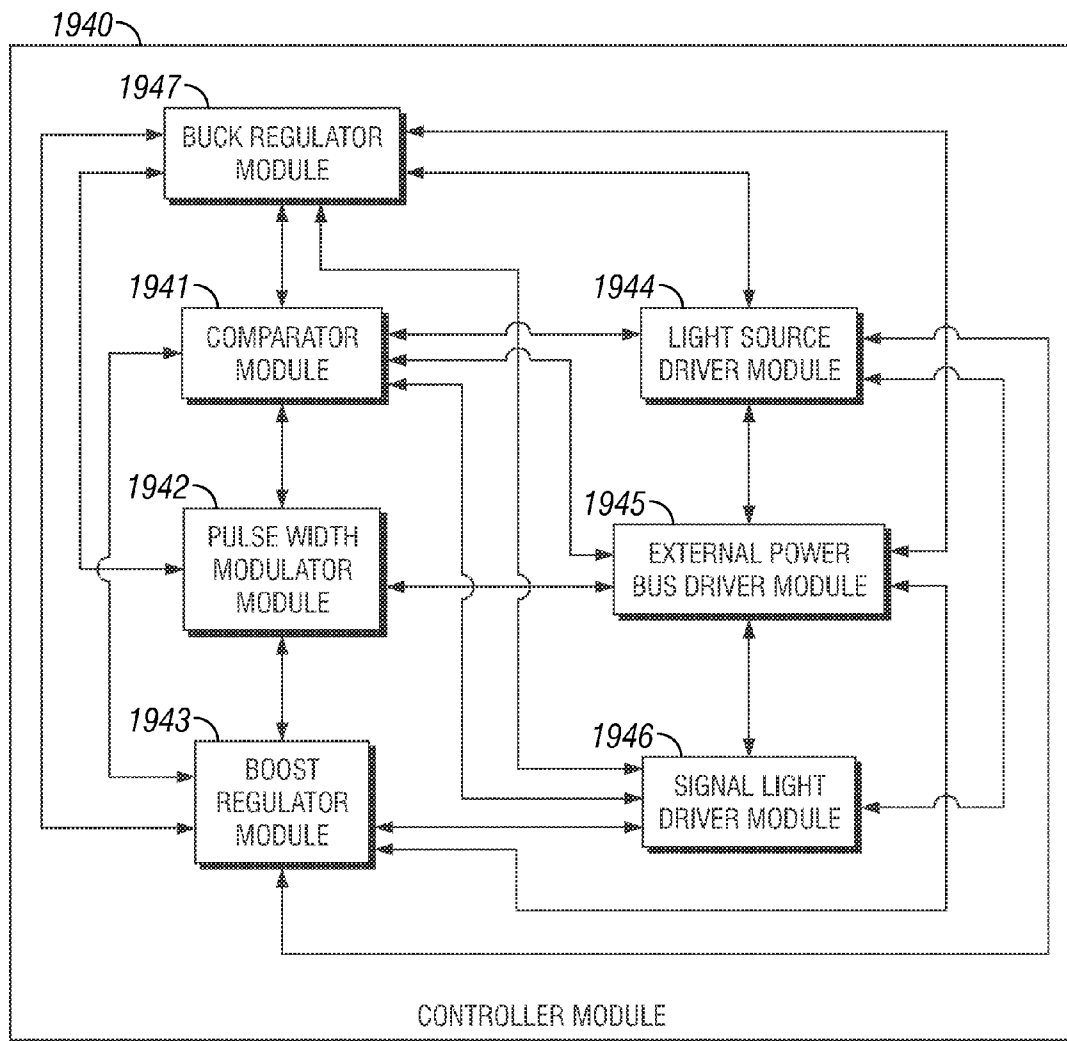 1940
1947
BUCK REGULATOR
MODULE
1941
COMPARATOR
MODULE
1944
LIGHT SOURCE
DRIVER MODULE
1942
PULSE WIDTH
MODULATOR
MODULE
1945
EXTERNAL POWER
BUS DRIVER MODULE
1943
BOOST
REGULATOR
MODULE
1946
SIGNAL LIGHT
DRIVER MODULE
CONTROLLER MODULE